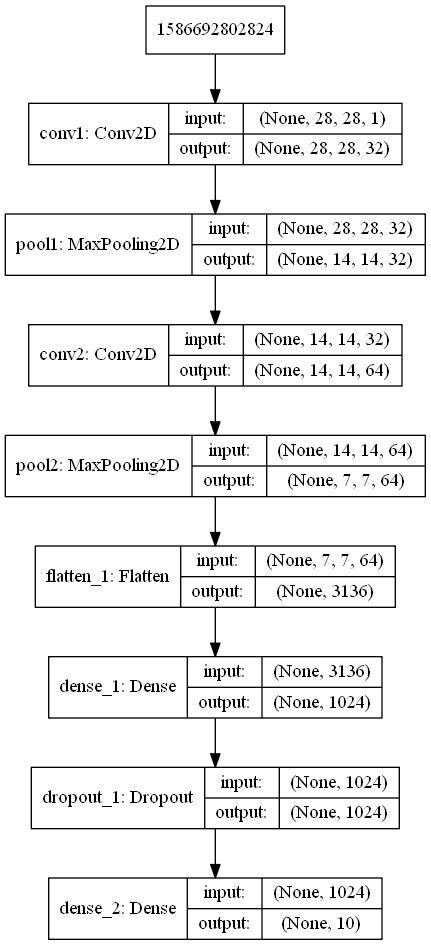 1586692802824
conv1: Conv2D
input: (None, 28, 28, 1)
output: (None, 28, 28, 32)
pool1: MaxPooling2D
input: (None, 28, 28, 32)
output: (None, 14, 14, 32)
conv2: Conv2D
input: (None, 14, 14, 32)
output: (None, 14, 14, 64)
pool2: MaxPooling2D
input: (None, 14, 14, 64)
output: (None, 7, 7, 64)
flatten_1: Flatten
input: (None, 7, 7, 64)
output: (None, 3136)
dense_1: Dense
input: (None, 3136)
output: (None, 1024)
dropout_1: Dropout
input: (None, 1024)
output: (None, 1024)
dense_2: Dense
input: (None, 1024)
output: (None, 10)